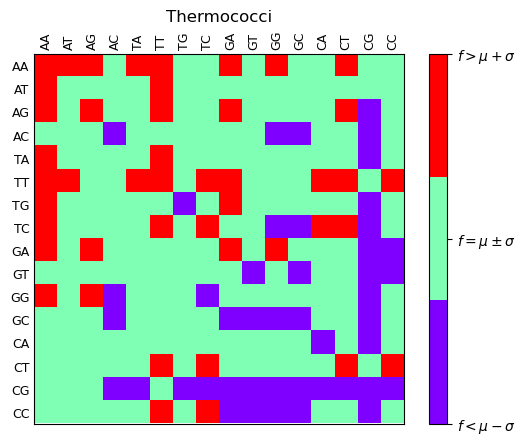 Thermococci
AA AT AG AC TA TT TG TC GA GT GG GC CA CT CG CC
AA
AT
AG
AC
TA
TT
TG
TC
GA
GT
GG
GC
CA
CT
CG
CC
f > μ + σ
f = μ ± σ
f < μ − σ